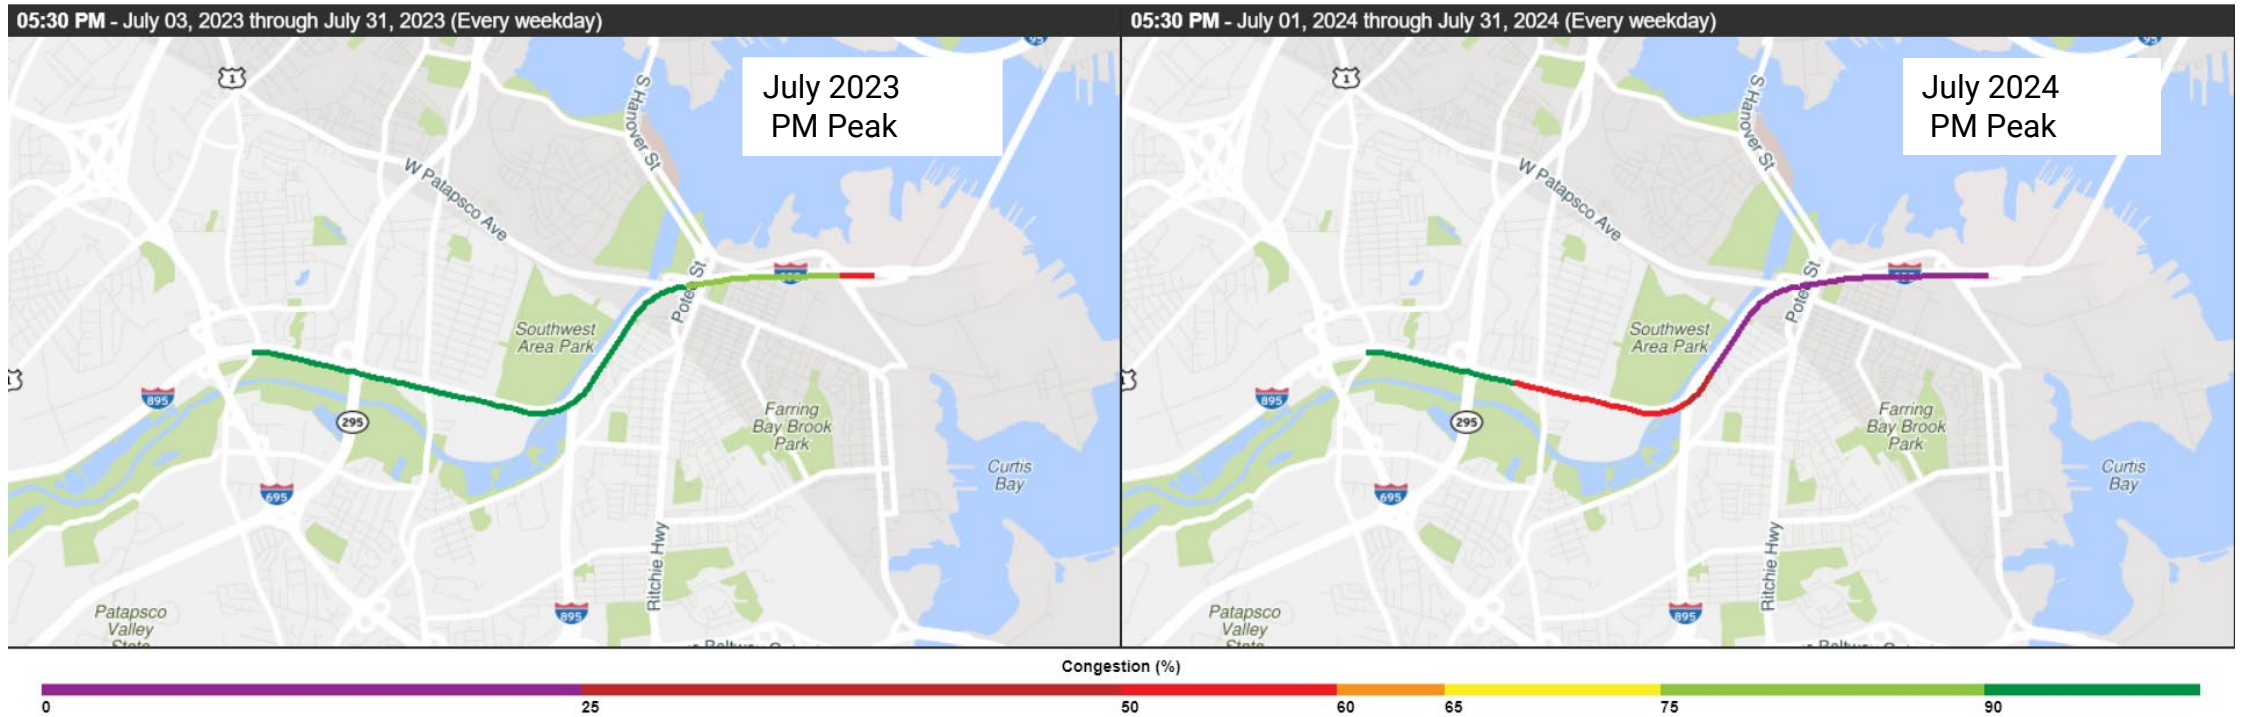 05:30 PM - July 03, 2023 through July 31, 2023 (Every weekday)
July 2023
PM Peak
1
S Hanover St
W Patapsco Ave
Southwest
Area Park
895
295
Farring
Bay Brook
Park
695
Curtis
Bay
Ritchie Hwy
895
Patapsco
Valley
State
05:30 PM - July 01, 2024 through July 31, 2024 (Every weekday)
95
July 2024
PM Peak
1
S Hanover St
W Patapsco Ave
Southwest
Area Park
1
895
295
Farring
Bay Brook
Park
695
Curtis
Bay
Ritchie Hwy
895
Patapsco
Valley
State
Congestion (%)
0 25 50 60 65 75 90